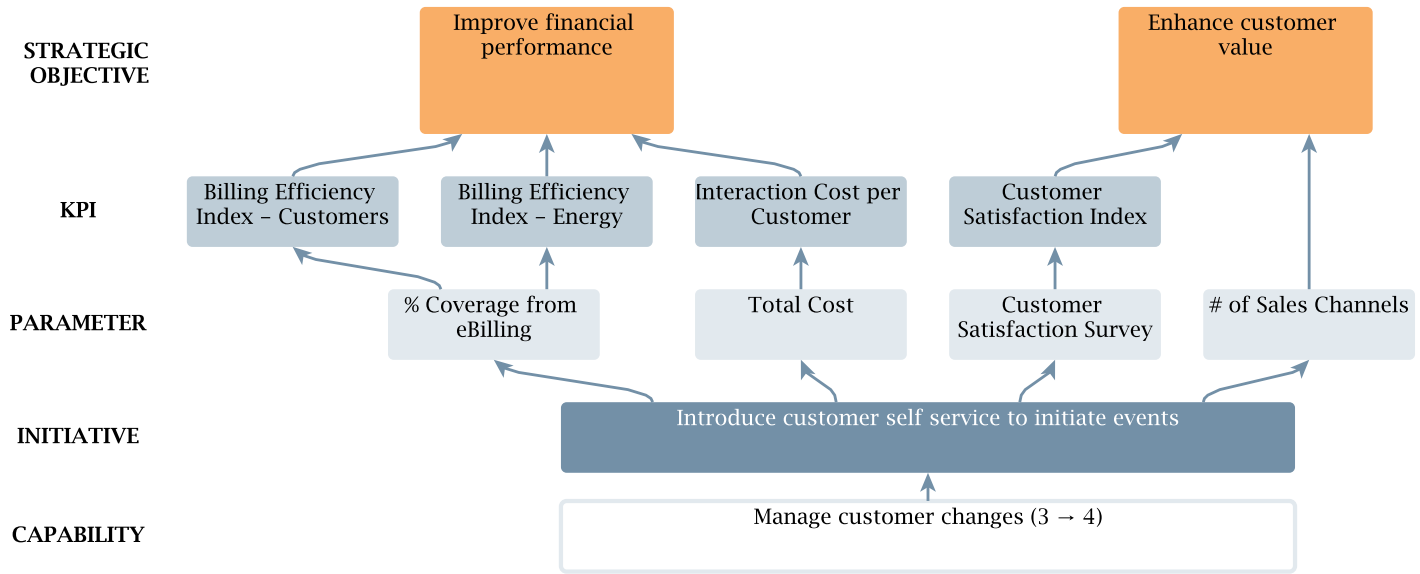 STRATEGIC
OBJECTIVE
Improve financial
performance
Enhance customer
value
KPI
Billing Efficiency
Index – Customers
Billing Efficiency
Index – Energy
Interaction Cost per
Customer
Customer
Satisfaction Index
PARAMETER
% Coverage from
eBilling
Total Cost
Customer
Satisfaction Survey
# of Sales Channels
INITIATIVE
Introduce customer self service to initiate events
CAPABILITY
Manage customer changes (3 → 4)